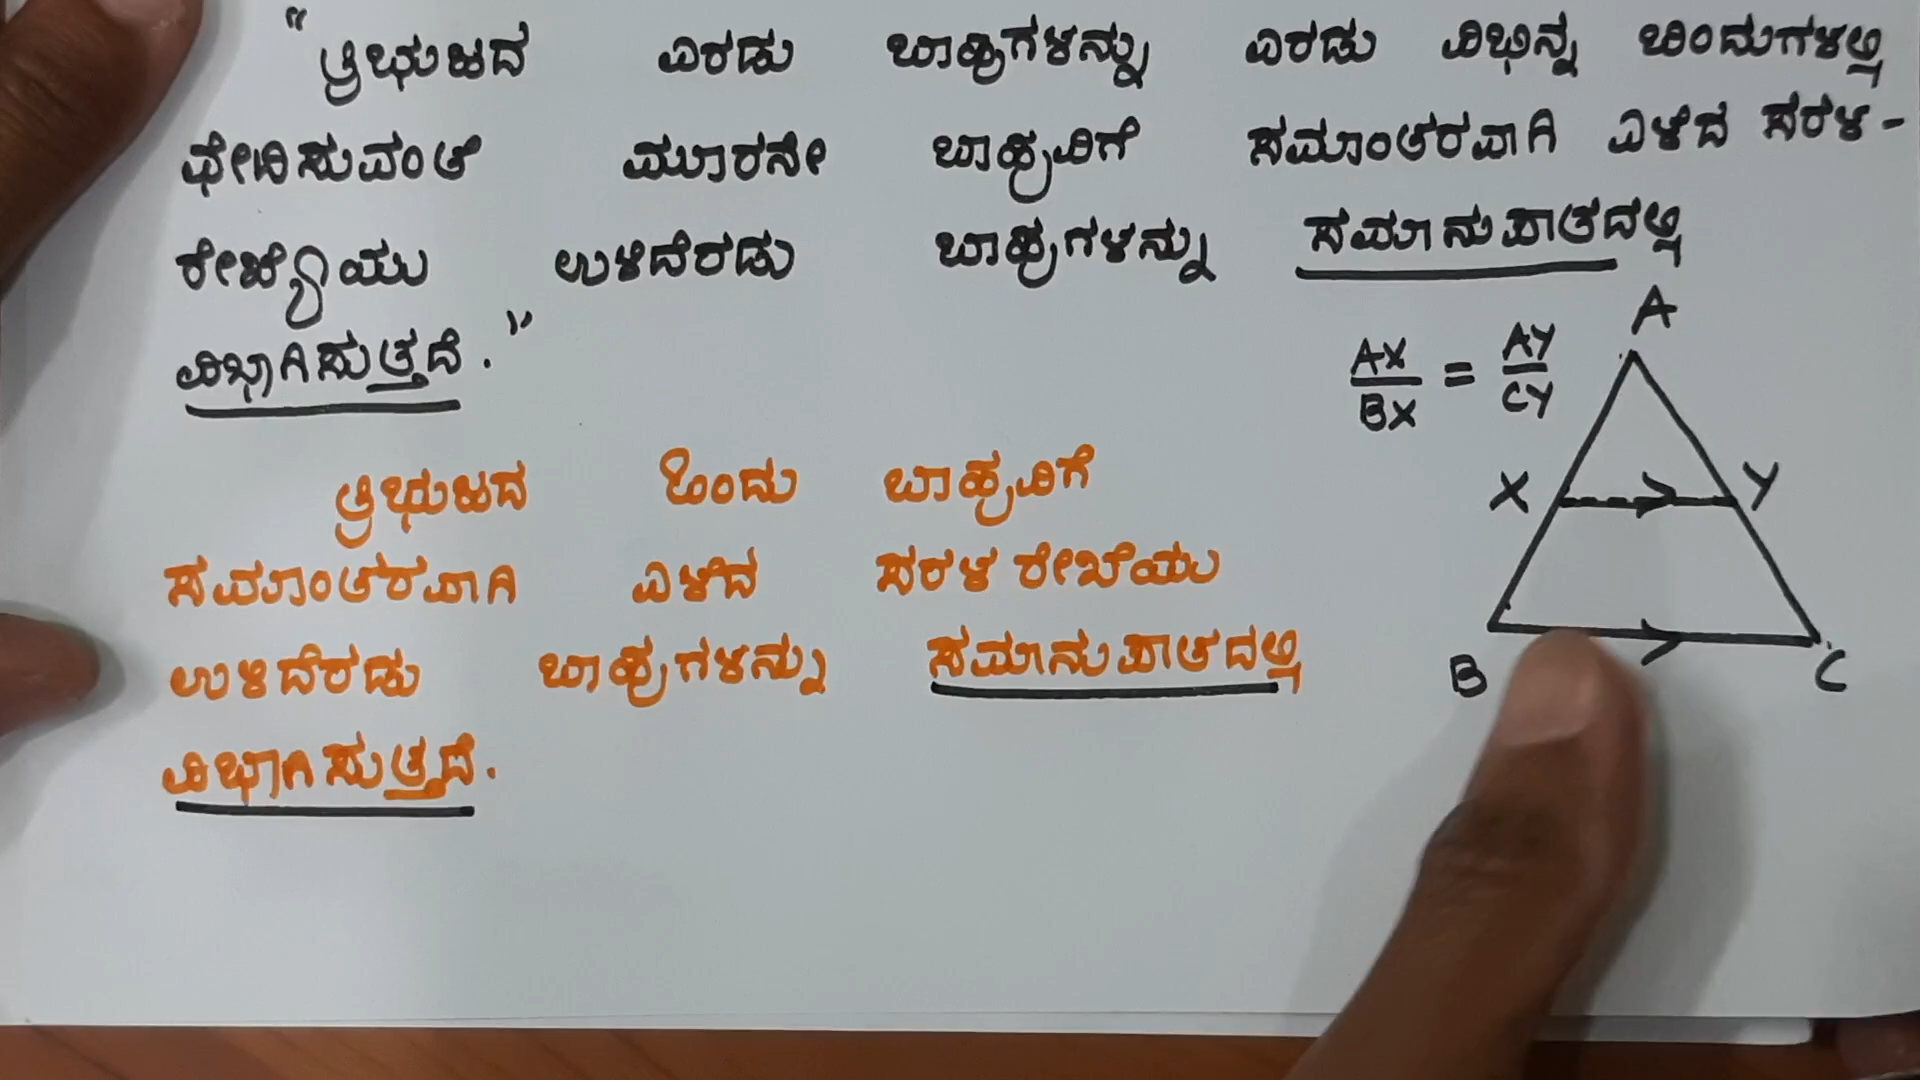 "ತ್ರಿಭುಜದ ಎರಡು ಬಾಹುಗಳನ್ನು ಎರಡು ವಿಭಿನ್ನ ಬಿಂದುಗಳಲ್ಲಿ
ಛೇದಿಸುವಂತೆ ಮೂರನೇ ಬಾಹುವಿಗೆ ಸಮಾಂತರವಾಗಿ ಎಳೆದ ಸರಳ-
ರೇಖೆಯು ಉಳಿದೆರಡು ಬಾಹುಗಳನ್ನು ಸಮಾನುಪಾತದಲ್ಲಿ
ವಿಭಾಗಿಸುತ್ತದೆ."
A
AX/BX = AY/CY
X Y
B C
ತ್ರಿಭುಜದ ಒಂದು ಬಾಹುವಿಗೆ
ಸಮಾಂತರವಾಗಿ ಎಳೆದ ಸರಳ ರೇಖೆಯು
ಉಳಿದೆರಡು ಬಾಹುಗಳನ್ನು ಸಮಾನುಪಾತದಲ್ಲಿ
ವಿಭಾಗಿಸುತ್ತದೆ.